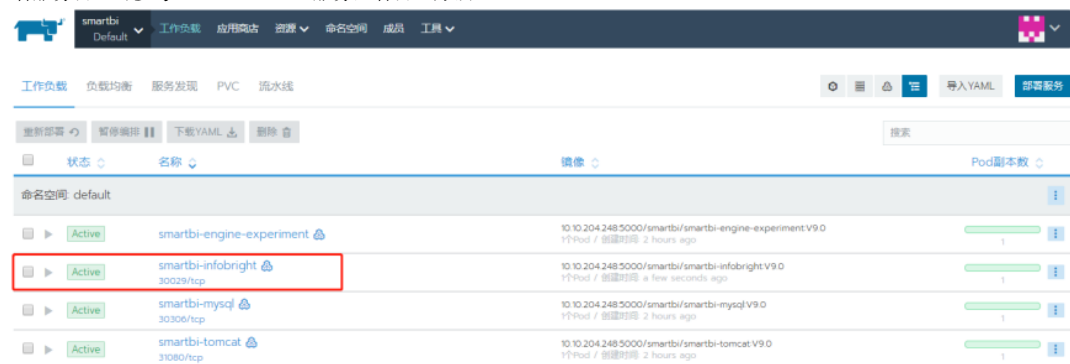 smartbi
Default
工作负载 应用商店 资源 命名空间 成员 工具
工作负载 负载均衡 服务发现 PVC 流水线
导入YAML 部署服务
重新部署 暂停编排 下载YAML 删除
搜索
状态 名称 镜像 Pod副本数
命名空间: default
Active smartbi-engine-experiment 10.10.204.248:5000/smartbi/smartbi-engine-experiment:V9.0
1个Pod / 创建时间: 2 hours ago 1
Active smartbi-infobright 10.10.204.248:5000/smartbi/smartbi-infobright:V9.0
30029/tcp 1个Pod / 创建时间: a few seconds ago 1
Active smartbi-mysql 10.10.204.248:5000/smartbi/smartbi-mysql:V9.0
30306/tcp 1个Pod / 创建时间: 2 hours ago 1
Active smartbi-tomcat 10.10.204.248:5000/smartbi/smartbi-tomcat:V9.0
31080/tcp 1个Pod / 创建时间: 2 hours ago 1